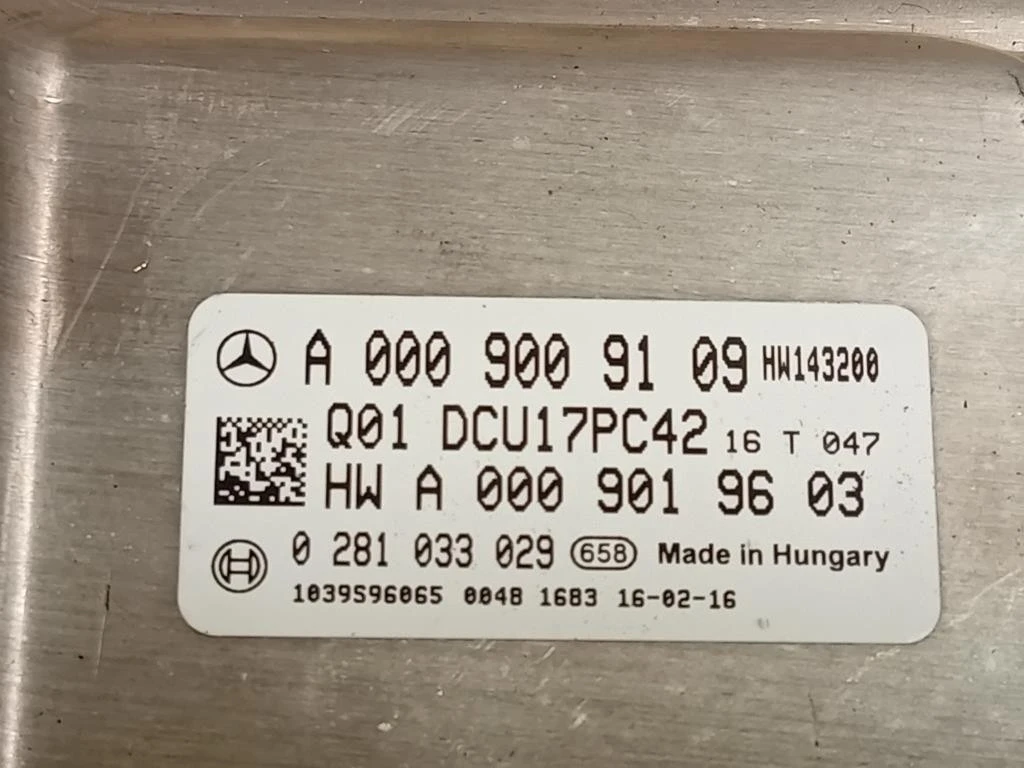 A 000 900 91 09 HW143200
Q01 DCU17PC42 16 T 047
HW A 000 901 96 03
0 281 033 029 658 Made in Hungary
1039S96065 0048 1683 16-02-16